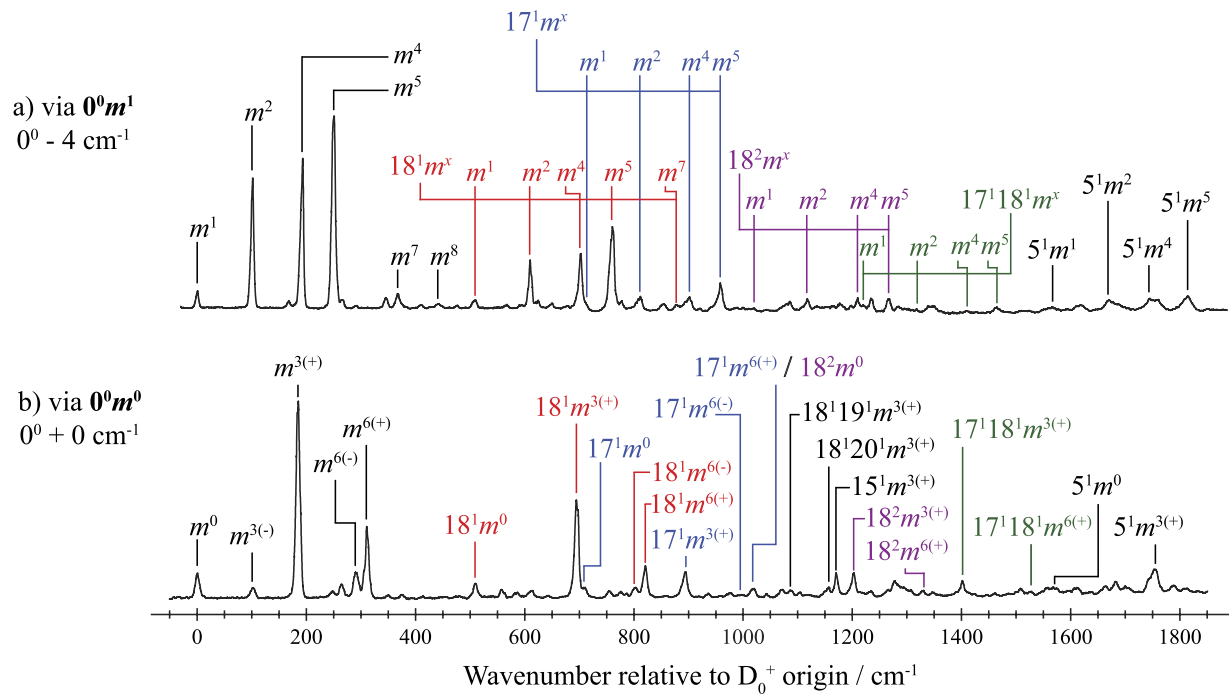 17¹mˣ
m⁴
m¹ m² m⁴ m⁵
m⁵
a) via 0⁰m¹
m²
0⁰ - 4 cm⁻¹
18¹mˣ m¹ m² m⁴ m⁵ m⁷
18²mˣ
m¹ m² m⁴ m⁵
17¹18¹mˣ
5¹m²
5¹m⁵
m¹
m⁷ m⁸
m¹ m² m⁴ m⁵
5¹m¹
5¹m⁴
m³⁽⁺⁾
17¹m⁶⁽⁺⁾ / 18²m⁰
b) via 0⁰m⁰
0⁰ + 0 cm⁻¹
m⁶⁽⁺⁾
18¹m³⁽⁺⁾
17¹m⁶⁽⁻⁾
18¹19¹m³⁽⁺⁾
m⁶⁽⁻⁾
17¹m⁰
18¹20¹m³⁽⁺⁾
17¹18¹m³⁽⁺⁾
18¹m⁶⁽⁻⁾
15¹m³⁽⁺⁾
5¹m⁰
18¹m⁶⁽⁺⁾
m⁰
m³⁽⁻⁾
18¹m⁰
17¹m³⁽⁺⁾
18²m³⁽⁺⁾
17¹18¹m⁶⁽⁺⁾
5¹m³⁽⁺⁾
18²m⁶⁽⁺⁾
0 200 400 600 800 1000 1200 1400 1600 1800
Wavenumber relative to D₀⁺ origin / cm⁻¹